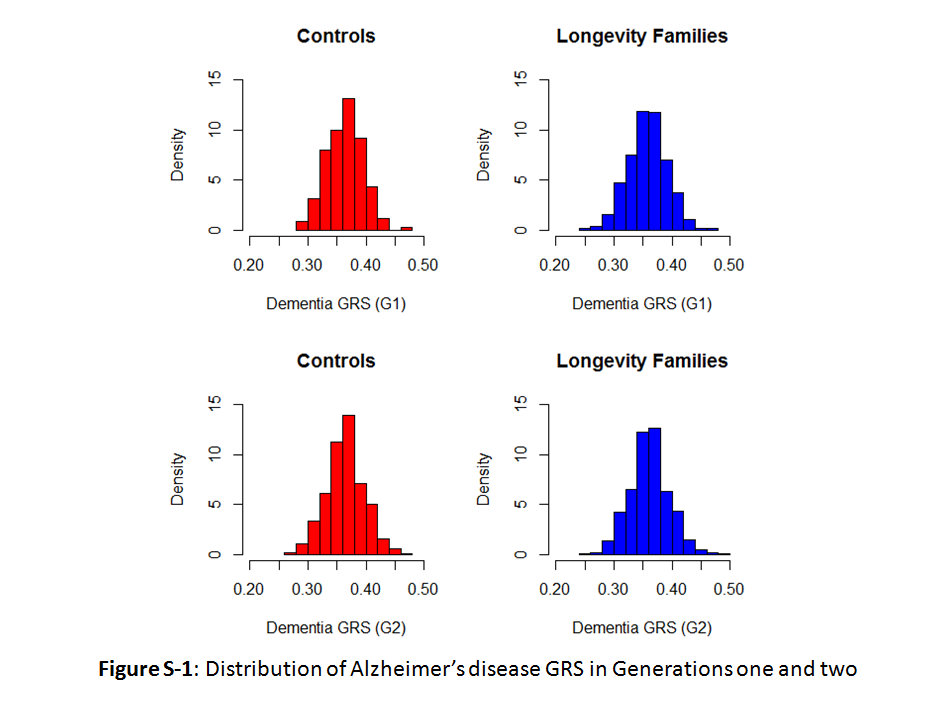 Controls
Longevity Families
15
10
5
0
Density
0.20 0.30 0.40 0.50
Dementia GRS (G1)
15
10
5
0
Density
0.20 0.30 0.40 0.50
Dementia GRS (G1)
Controls
Longevity Families
15
10
5
0
Density
0.20 0.30 0.40 0.50
Dementia GRS (G2)
15
10
5
0
Density
0.20 0.30 0.40 0.50
Dementia GRS (G2)
Figure S-1: Distribution of Alzheimer’s disease GRS in Generations one and two